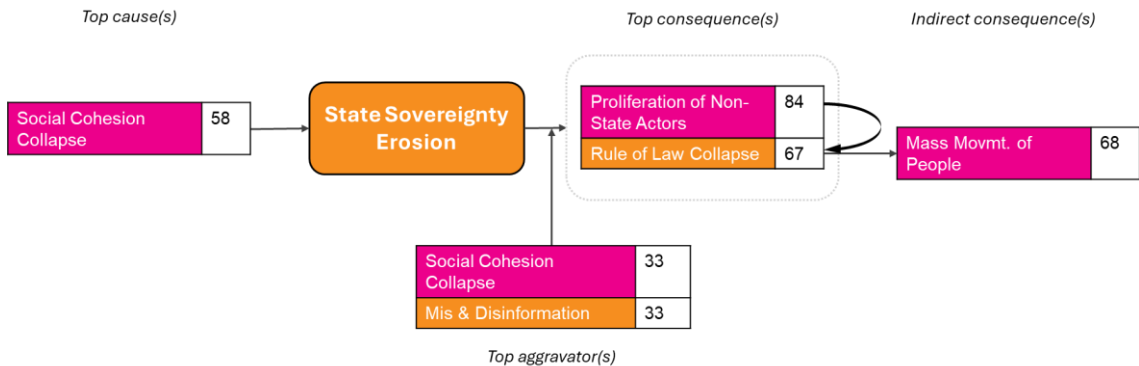 Top cause(s)
Top consequence(s)
Indirect consequence(s)
Social Cohesion
Collapse
58
State Sovereignty
Erosion
Proliferation of Non-
State Actors
84
Rule of Law Collapse
67
Mass Movmt. of
People
68
Social Cohesion
Collapse
33
Mis & Disinformation
33
Top aggravator(s)